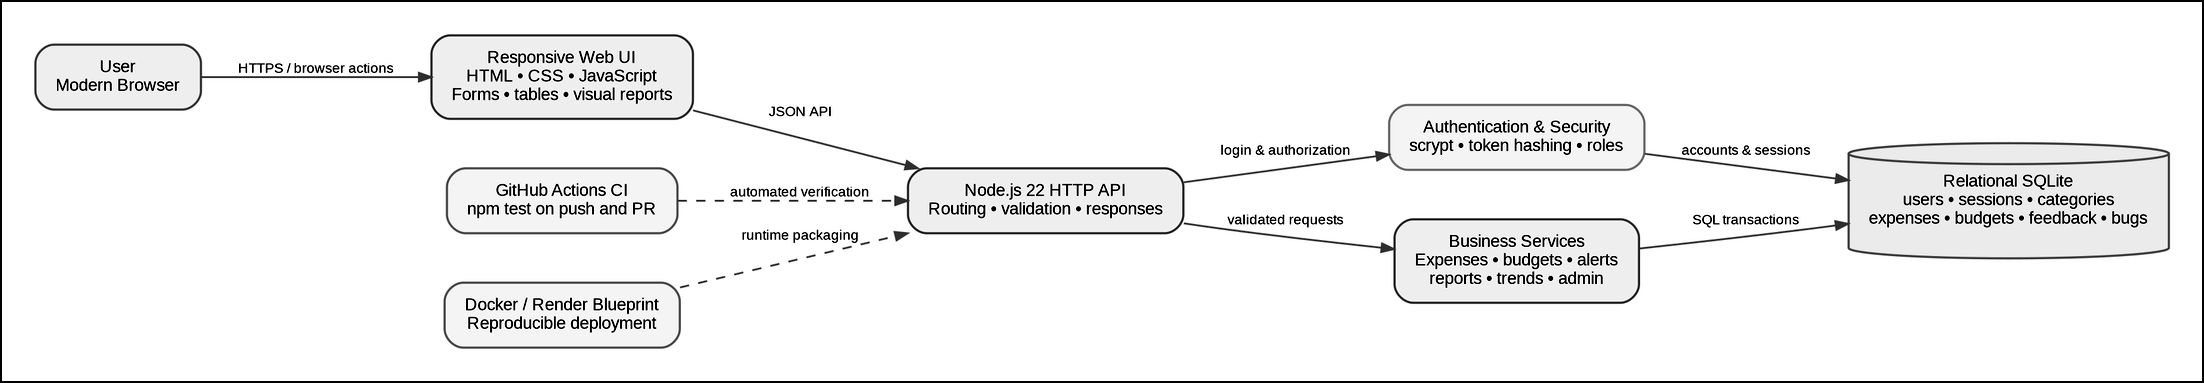 User
Modern Browser
HTTPS / browser actions
Responsive Web UI
HTML • CSS • JavaScript
Forms • tables • visual reports
JSON API
GitHub Actions CI
npm test on push and PR
automated verification
Docker / Render Blueprint
Reproducible deployment
runtime packaging
Node.js 22 HTTP API
Routing • validation • responses
login & authorization
validated requests
Authentication & Security
scrypt • token hashing • roles
Business Services
Expenses • budgets • alerts
reports • trends • admin
accounts & sessions
SQL transactions
Relational SQLite
users • sessions • categories
expenses • budgets • feedback • bugs